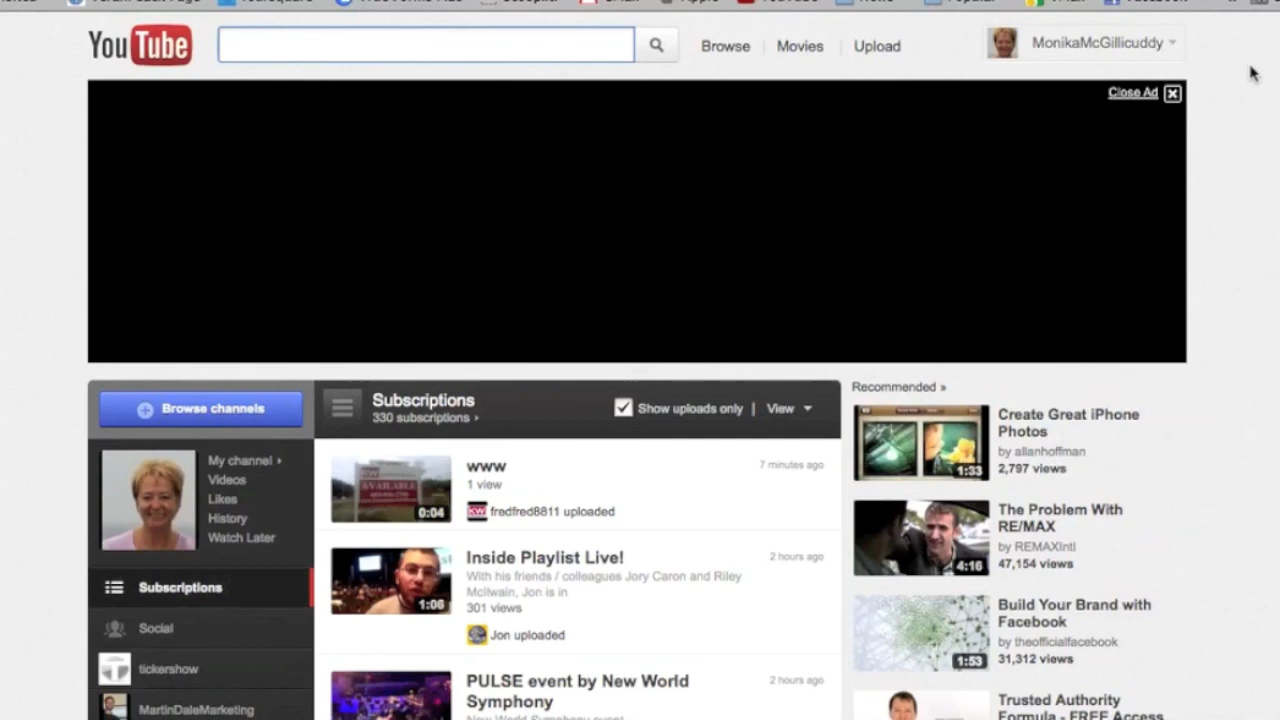 YouTube
Browse
Movies
Upload
MonikaMcGillicuddy
Close Ad
Browse channels
My channel
Videos
Likes
History
Watch Later
Subscriptions
Social
tickershow
MartinDaleMarketing
Subscriptions
330 subscriptions
Show uploads only | View
www
7 minutes ago
1 view
fredfred8811 uploaded
AVAILABLE
0:04
Inside Playlist Live!
2 hours ago
With his friends / colleagues Jory Caron and Riley
McIlwain, Jon is in
301 views
Jon uploaded
1:06
PULSE event by New World
Symphony
2 hours ago
New World Symphony event
Recommended »
Create Great iPhone
Photos
by allanhoffman
2,797 views
1:33
The Problem With
RE/MAX
by REMAXIntl
47,154 views
4:16
Build Your Brand with
Facebook
by theofficialfacebook
31,312 views
1:53
Trusted Authority
Formula - FREE Access